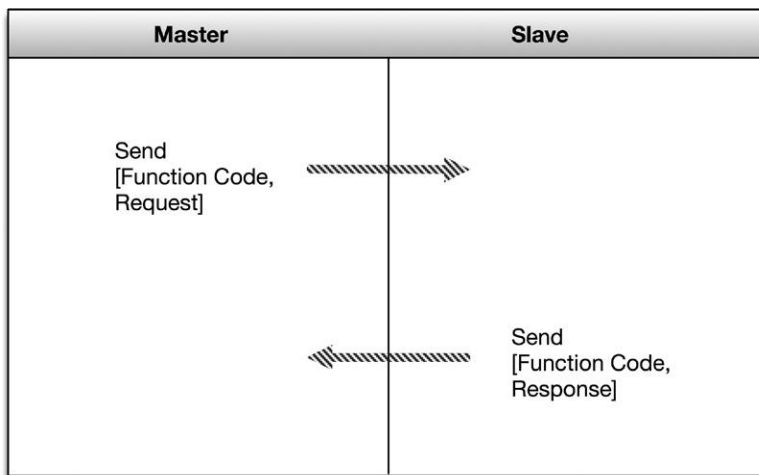 Master
Slave
Send
[Function Code,
Request]
Send
[Function Code,
Response]